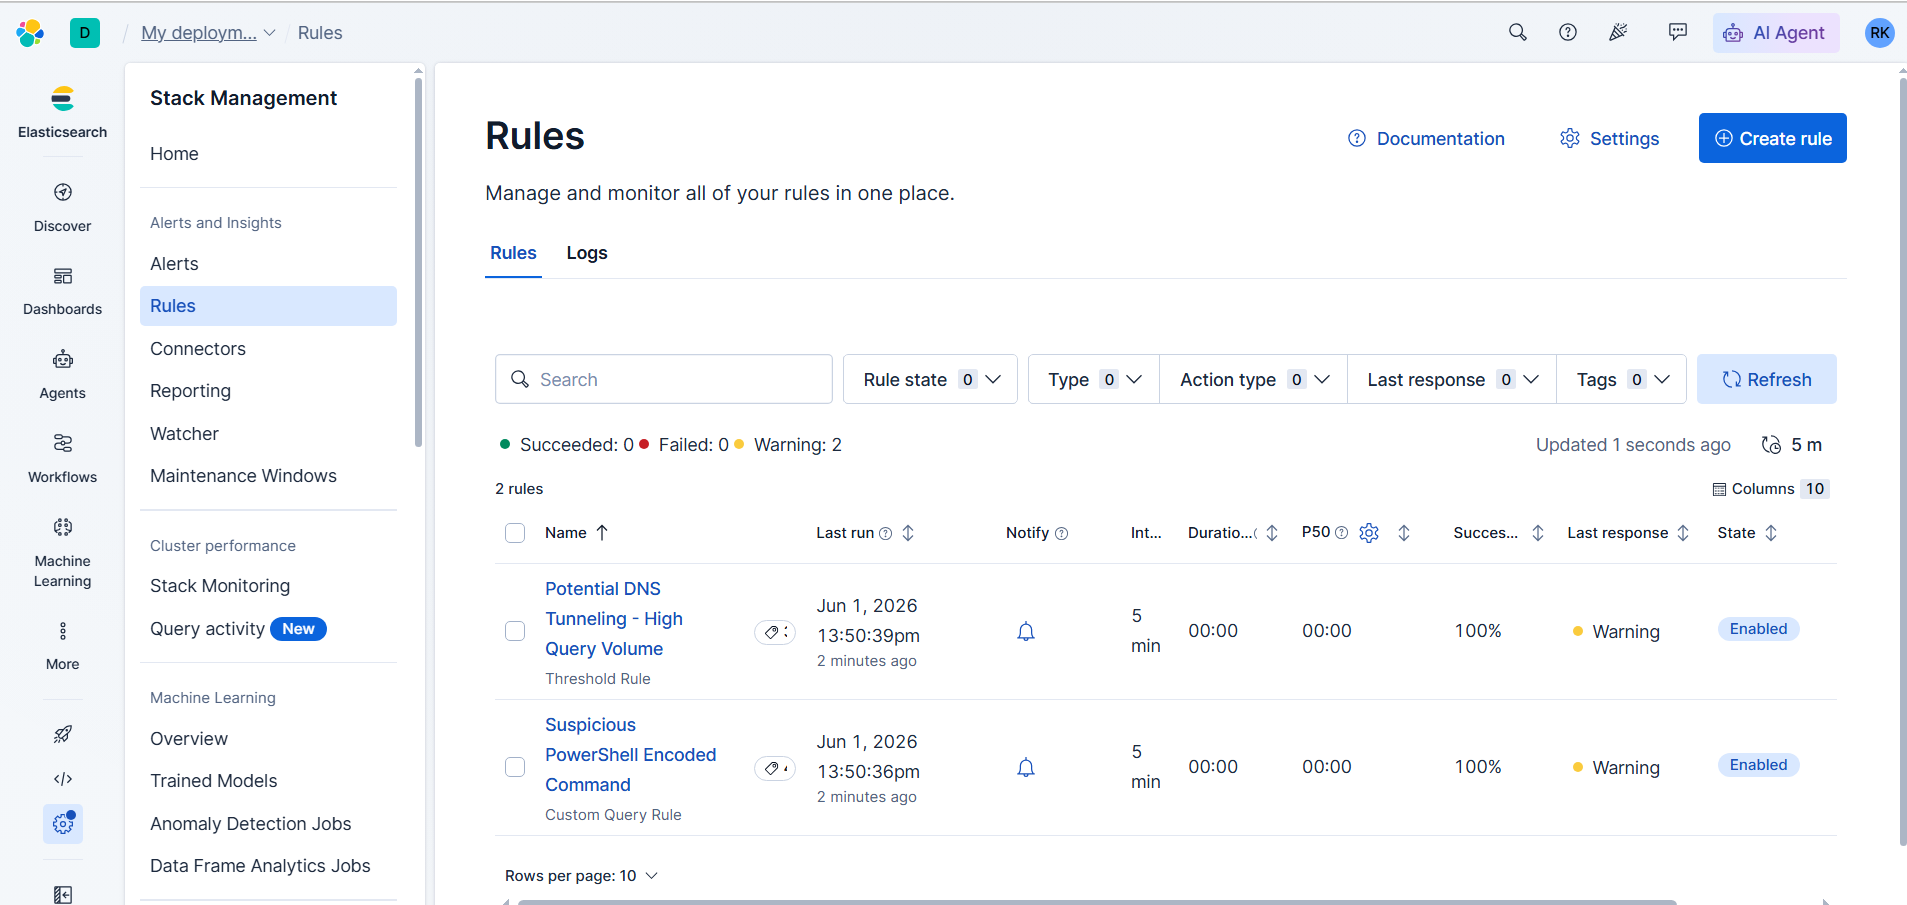 D
/
My deploym...
Rules
AI Agent
RK
Elasticsearch
Discover
Dashboards
Agents
Workflows
Machine
Learning
More
Stack Management
Home
Alerts and Insights
Alerts
Rules
Connectors
Reporting
Watcher
Maintenance Windows
Cluster performance
Stack Monitoring
Query activity New
Machine Learning
Overview
Trained Models
Anomaly Detection Jobs
Data Frame Analytics Jobs
Rules
Documentation
Settings
Create rule
Manage and monitor all of your rules in one place.
Rules
Logs
Search
Rule state 0
Type 0
Action type 0
Last response 0
Tags 0
Refresh
Succeeded: 0 Failed: 0 Warning: 2
Updated 1 seconds ago
5 m
2 rules
Columns 10
Name Last run Notify Int... Duratio... P50 Succes... Last response State
Potential DNS
Tunneling - High
Query Volume
Threshold Rule
Jun 1, 2026
13:50:39pm
2 minutes ago
5
min
00:00
00:00
100%
Warning
Enabled
Suspicious
PowerShell Encoded
Command
Custom Query Rule
Jun 1, 2026
13:50:36pm
2 minutes ago
5
min
00:00
00:00
100%
Warning
Enabled
Rows per page: 10